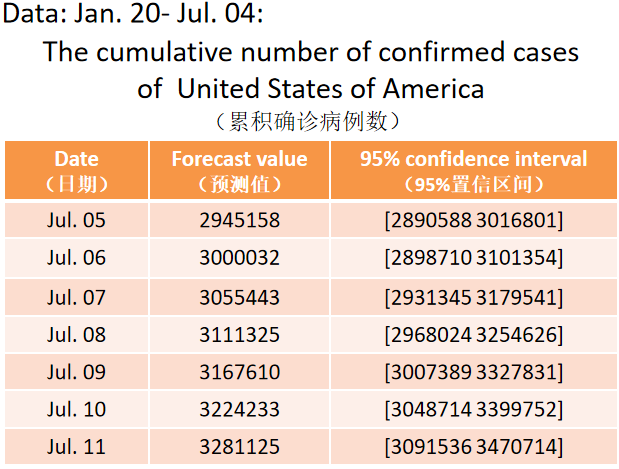 Data: Jan. 20- Jul. 04:
The cumulative number of confirmed cases
of United States of America
（累积确诊病例数）
Date Forecast value 95% confidence interval
（日期） （预测值） （95%置信区间）
Jul. 05 2945158 [2890588 3016801]
Jul. 06 3000032 [2898710 3101354]
Jul. 07 3055443 [2931345 3179541]
Jul. 08 3111325 [2968024 3254626]
Jul. 09 3167610 [3007389 3327831]
Jul. 10 3224233 [3048714 3399752]
Jul. 11 3281125 [3091536 3470714]